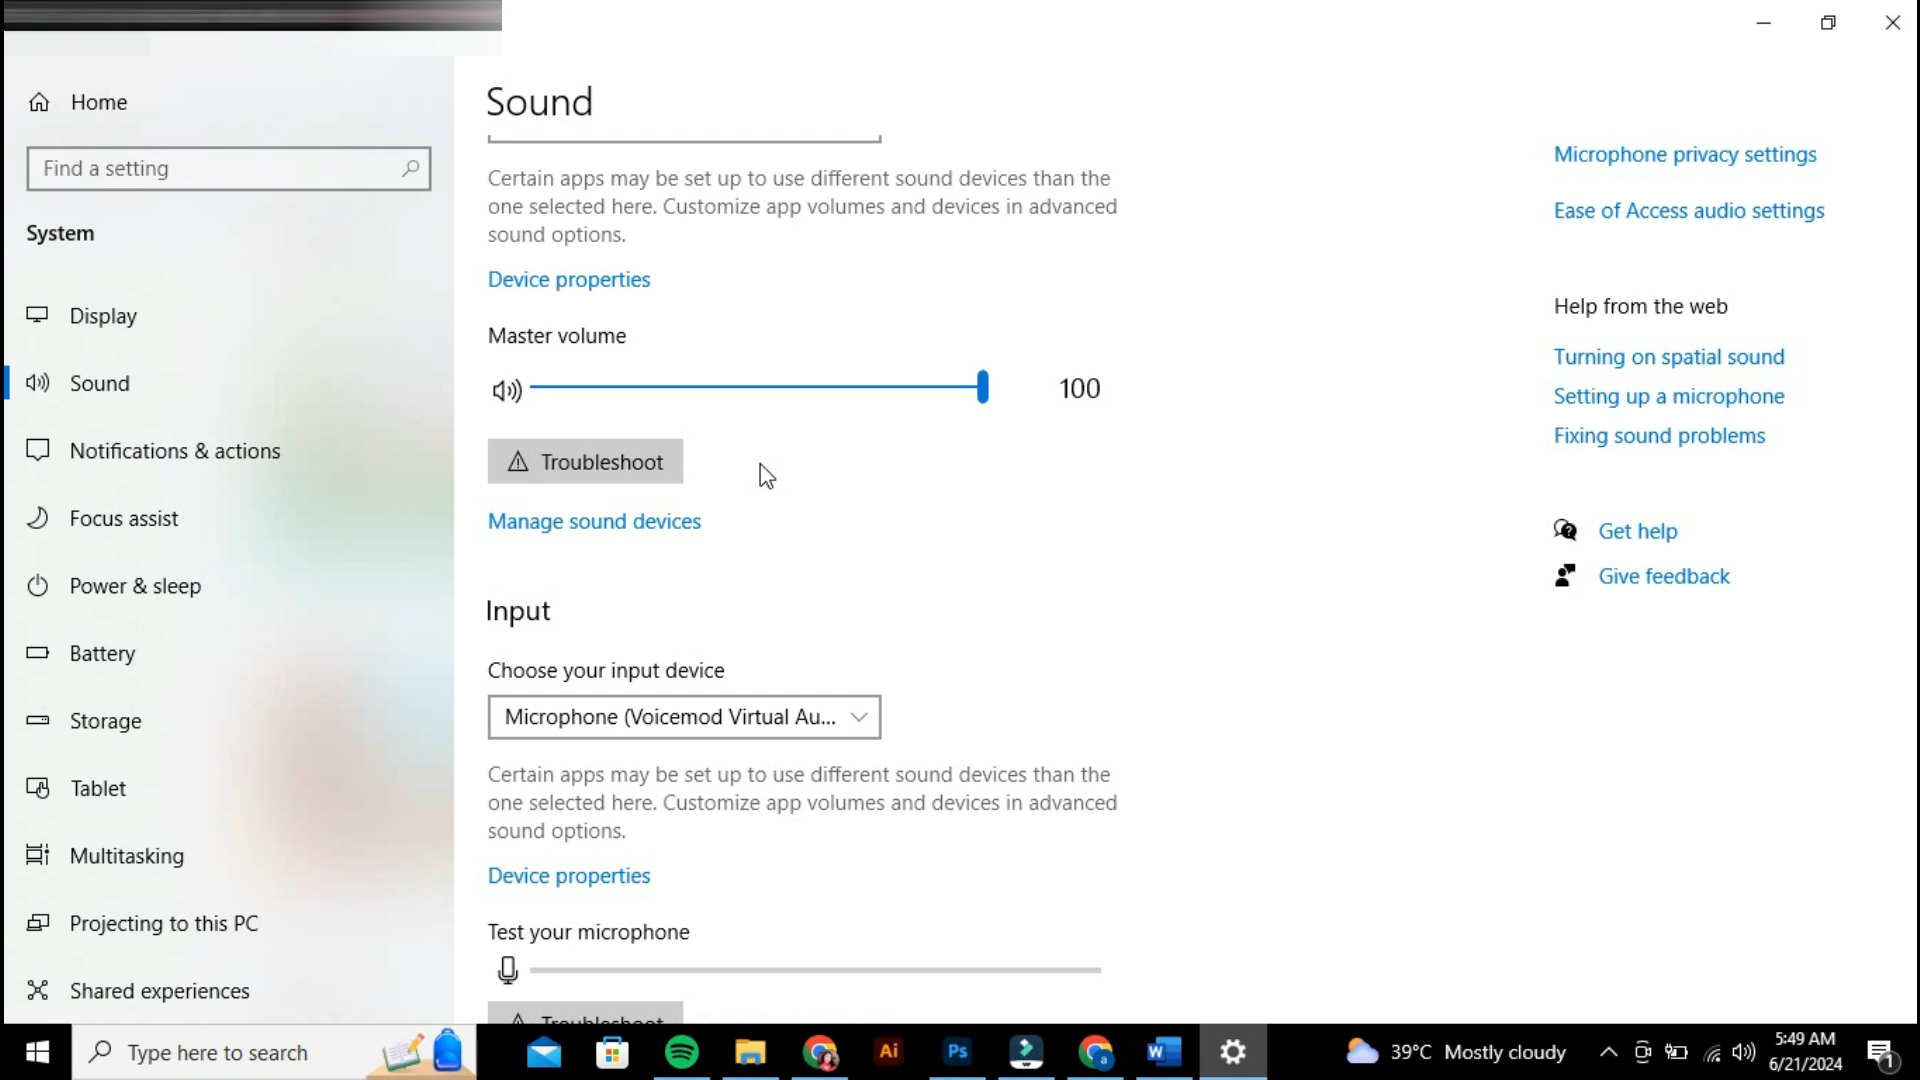 Home
Find a setting
System
Display
Sound
Notifications & actions
Focus assist
Power & sleep
Battery
Storage
Tablet
Multitasking
Projecting to this PC
Shared experiences
Sound
Certain apps may be set up to use different sound devices than the
one selected here. Customize app volumes and devices in advanced
sound options.
Device properties
Master volume
100
Troubleshoot
Manage sound devices
Input
Choose your input device
Microphone (Voicemod Virtual Au...
Certain apps may be set up to use different sound devices than the
one selected here. Customize app volumes and devices in advanced
sound options.
Device properties
Test your microphone
Troubleshoot
Microphone privacy settings
Ease of Access audio settings
Help from the web
Turning on spatial sound
Setting up a microphone
Fixing sound problems
Get help
Give feedback
Type here to search
Ai
Ps
a
W
39°C Mostly cloudy
5:49 AM
6/21/2024
1